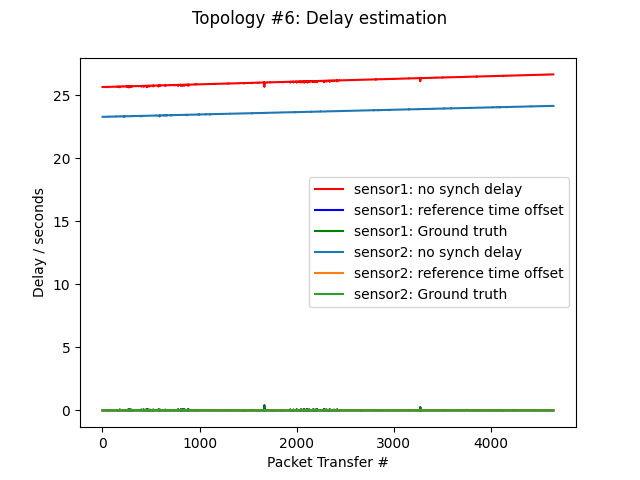 Topology #6: Delay estimation
25
20
15
10
5
0
Delay / seconds
sensor1: no synch delay
sensor1: reference time offset
sensor1: Ground truth
sensor2: no synch delay
sensor2: reference time offset
sensor2: Ground truth
0 1000 2000 3000 4000
Packet Transfer #